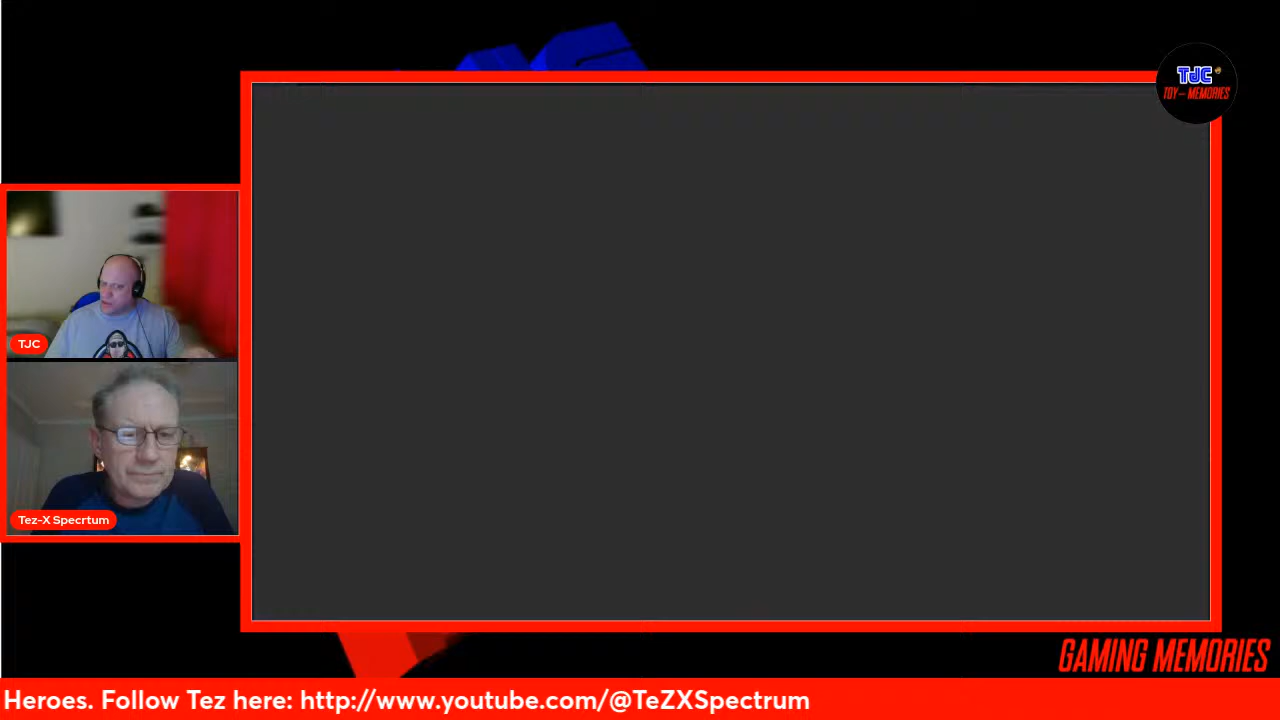 TJC
TOY-MEMORIES
TJC
Tez-X Specrtum
GAMING MEMORIES
Heroes. Follow Tez here: http://www.youtube.com/@TeZXSpectrum